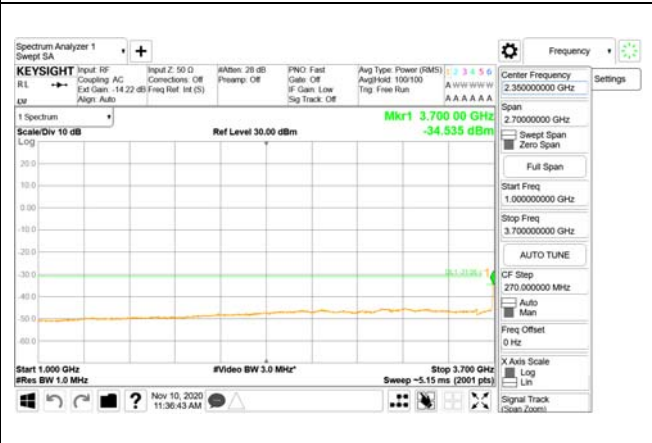 Spectrum Analyzer 1
Swept SA
+
Frequency
KEYSIGHT
RL
Input: RF
Coupling: AC
Ext Gain: -14.22 dB
Align: Auto
Input Z: 50 Ω
Corrections: Off
Freq Ref: Int (S)
#Atten: 28 dB
Preamp: Off
PNO: Fast
Gate: Off
IF Gain: Low
Sig Track: Off
Avg Type: Power (RMS)
Avg|Hold: 100/100
Trig: Free Run
1 2 3 4 5 6
A W W W W W
A A A A A A
1 Spectrum
Scale/Div 10 dB
Ref Level 30.00 dBm
Mkr1 3.700 00 GHz
-34.535 dBm
Log
20.0
10.0
0.00
-10.0
-20.0
-30.0
-40.0
-50.0
-60.0
1
Start 1.000 GHz
#Res BW 1.0 MHz
#Video BW 3.0 MHz*
Stop 3.700 GHz
Sweep ~5.15 ms (2001 pts)
Nov 10, 2020
11:36:43 AM
Center Frequency
2.350000000 GHz
Settings
Span
2.70000000 GHz
Swept Span
Zero Span
Full Span
Start Freq
1.000000000 GHz
Stop Freq
3.700000000 GHz
AUTO TUNE
CF Step
270.000000 MHz
Auto
Man
Freq Offset
0 Hz
X Axis Scale
Log
Lin
Signal Track
(Span Zoom)